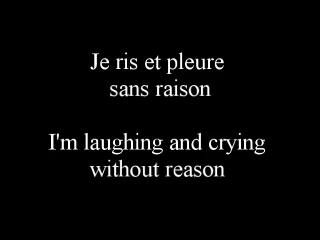 Je ris et pleure
sans raison
I'm laughing and crying
without reason